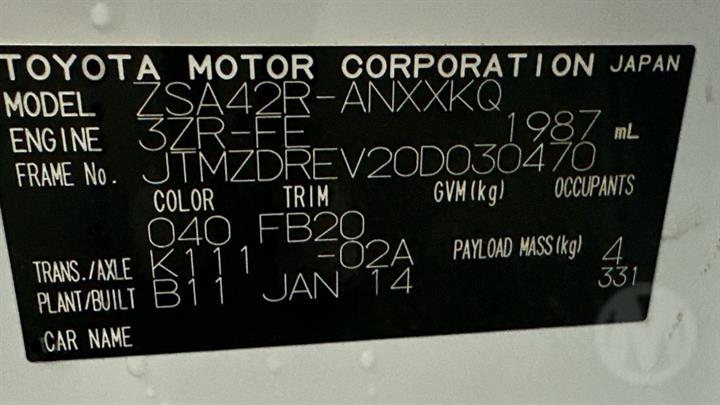 TOYOTA MOTOR CORPORATION JAPAN
MODEL ZSA42R-ANXXKQ
ENGINE 3ZR-FE 1987 mL
FRAME No. JTMZDREV20D030470
COLOR TRIM GVM(kg) OCCUPANTS
040 FB20
TRANS./AXLE K111 -02A PAYLOAD MASS(kg) 4
PLANT/BUILT B11 JAN 14 331
CAR NAME
M